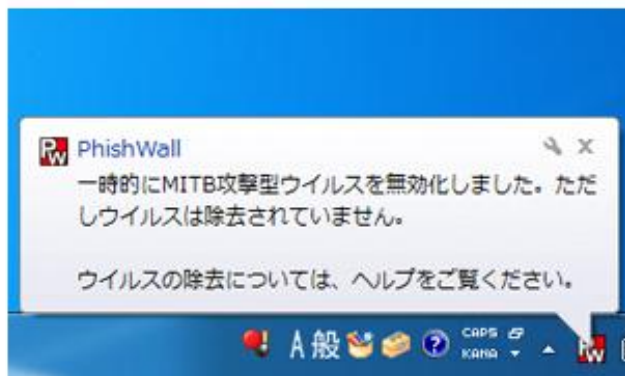 PhishWall
一時的にMITB攻撃型ウイルスを無効化しました。ただ
しウイルスは除去されていません。
ウイルスの除去については、ヘルプをご覧ください。
A 般 CAPS
KANA
PW